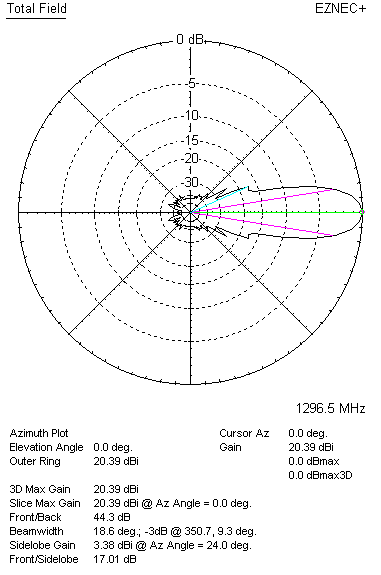 Total Field EZNEC+
0 dB
-5
-10
-15
-20
-30
1296.5 MHz
Azimuth Plot Cursor Az 0.0 deg.
Elevation Angle 0.0 deg. Gain 20.39 dBi
Outer Ring 20.39 dBi 0.0 dBmax
0.0 dBmax3D
3D Max Gain 20.39 dBi
Slice Max Gain 20.39 dBi @ Az Angle = 0.0 deg.
Front/Back 44.3 dB
Beamwidth 18.6 deg.; -3dB @ 350.7, 9.3 deg.
Sidelobe Gain 3.38 dBi @ Az Angle = 24.0 deg.
Front/Sidelobe 17.01 dB